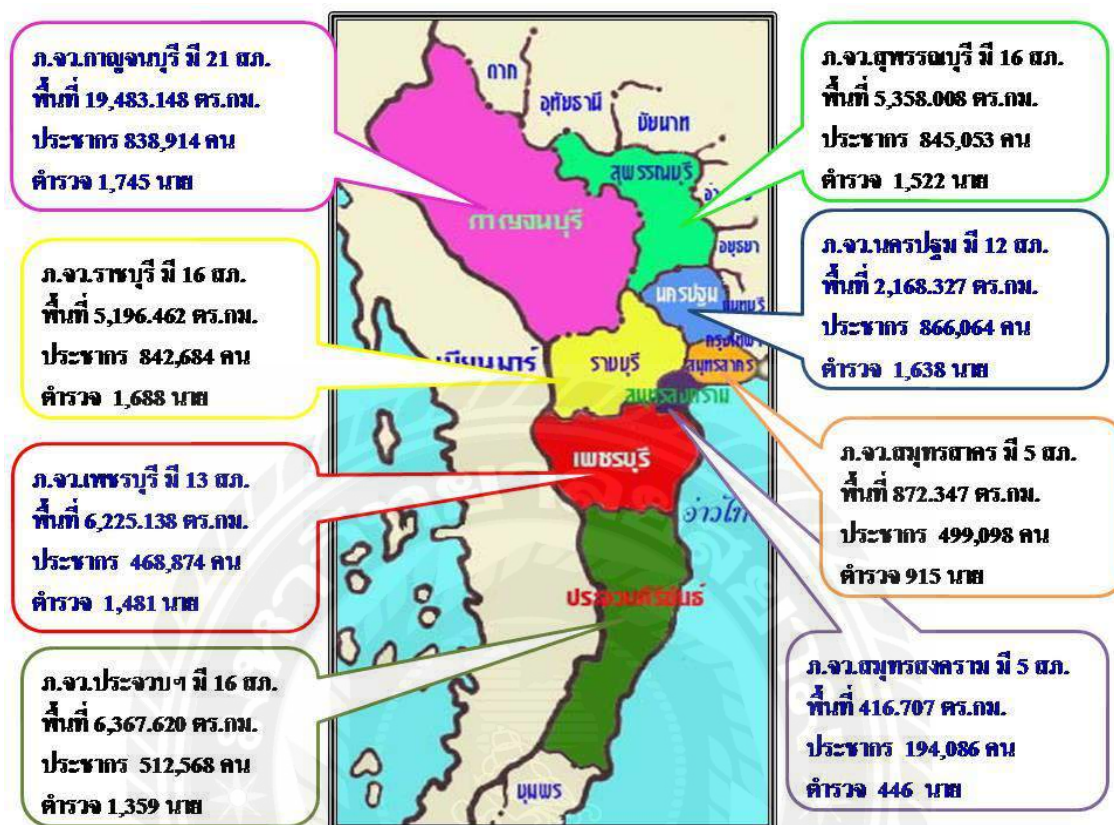 ภ.จว.กาญจนบุรี มี 21 สภ.
พื้นที่ 19,483.148 ตร.กม.
ประชากร 838,914 คน
ตำรวจ 1,745 นาย
ภ.จว.สุพรรณบุรี มี 16 สภ.
พื้นที่ 5,358.008 ตร.กม.
ประชากร 845,053 คน
ตำรวจ 1,522 นาย
ภ.จว.ราชบุรี มี 16 สภ.
พื้นที่ 5,196.462 ตร.กม.
ประชากร 842,684 คน
ตำรวจ 1,688 นาย
ภ.จว.นครปฐม มี 12 สภ.
พื้นที่ 2,168.327 ตร.กม.
ประชากร 866,064 คน
ตำรวจ 1,638 นาย
ภ.จว.เพชรบุรี มี 13 สภ.
พื้นที่ 6,225.138 ตร.กม.
ประชากร 468,874 คน
ตำรวจ 1,481 นาย
ภ.จว.สมุทรสาคร มี 5 สภ.
พื้นที่ 872.347 ตร.กม.
ประชากร 499,098 คน
ตำรวจ 915 นาย
ภ.จว.ประจวบฯ มี 16 สภ.
พื้นที่ 6,367.620 ตร.กม.
ประชากร 512,568 คน
ตำรวจ 1,359 นาย
ภ.จว.สมุทรสงคราม มี 5 สภ.
พื้นที่ 416.707 ตร.กม.
ประชากร 194,086 คน
ตำรวจ 446 นาย
ตาก
อุทัยธานี
ชัยนาท
สุพรรณบุรี
กาญจนบุรี
อยุธยา
นครปฐม
ราชบุรี
สมุทรสาคร
สมุทรสงคราม
เพชรบุรี
ประจวบคีรีขันธ์
ชุมพร